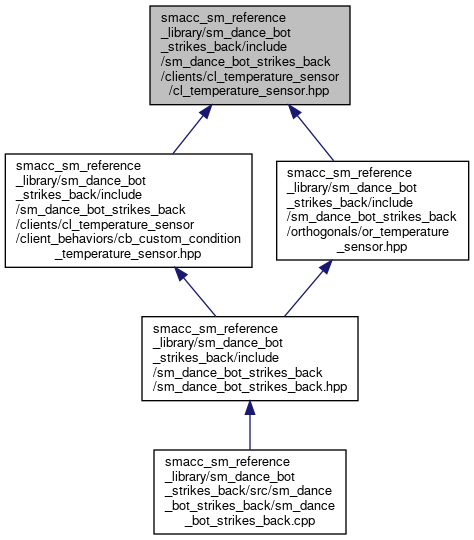 smacc_sm_reference
_library/sm_dance_bot
_strikes_back/include
/sm_dance_bot_strikes_back
/clients/cl_temperature_sensor
/cl_temperature_sensor.hpp
smacc_sm_reference
_library/sm_dance_bot
_strikes_back/include
/sm_dance_bot_strikes_back
/clients/cl_temperature_sensor
/client_behaviors/cb_custom_condition
_temperature_sensor.hpp
smacc_sm_reference
_library/sm_dance_bot
_strikes_back/include
/sm_dance_bot_strikes_back
/orthogonals/or_temperature
_sensor.hpp
smacc_sm_reference
_library/sm_dance_bot
_strikes_back/include
/sm_dance_bot_strikes_back
/sm_dance_bot_strikes_back.hpp
smacc_sm_reference
_library/sm_dance_bot
_strikes_back/src/sm_dance
_bot_strikes_back/sm_dance
_bot_strikes_back.cpp